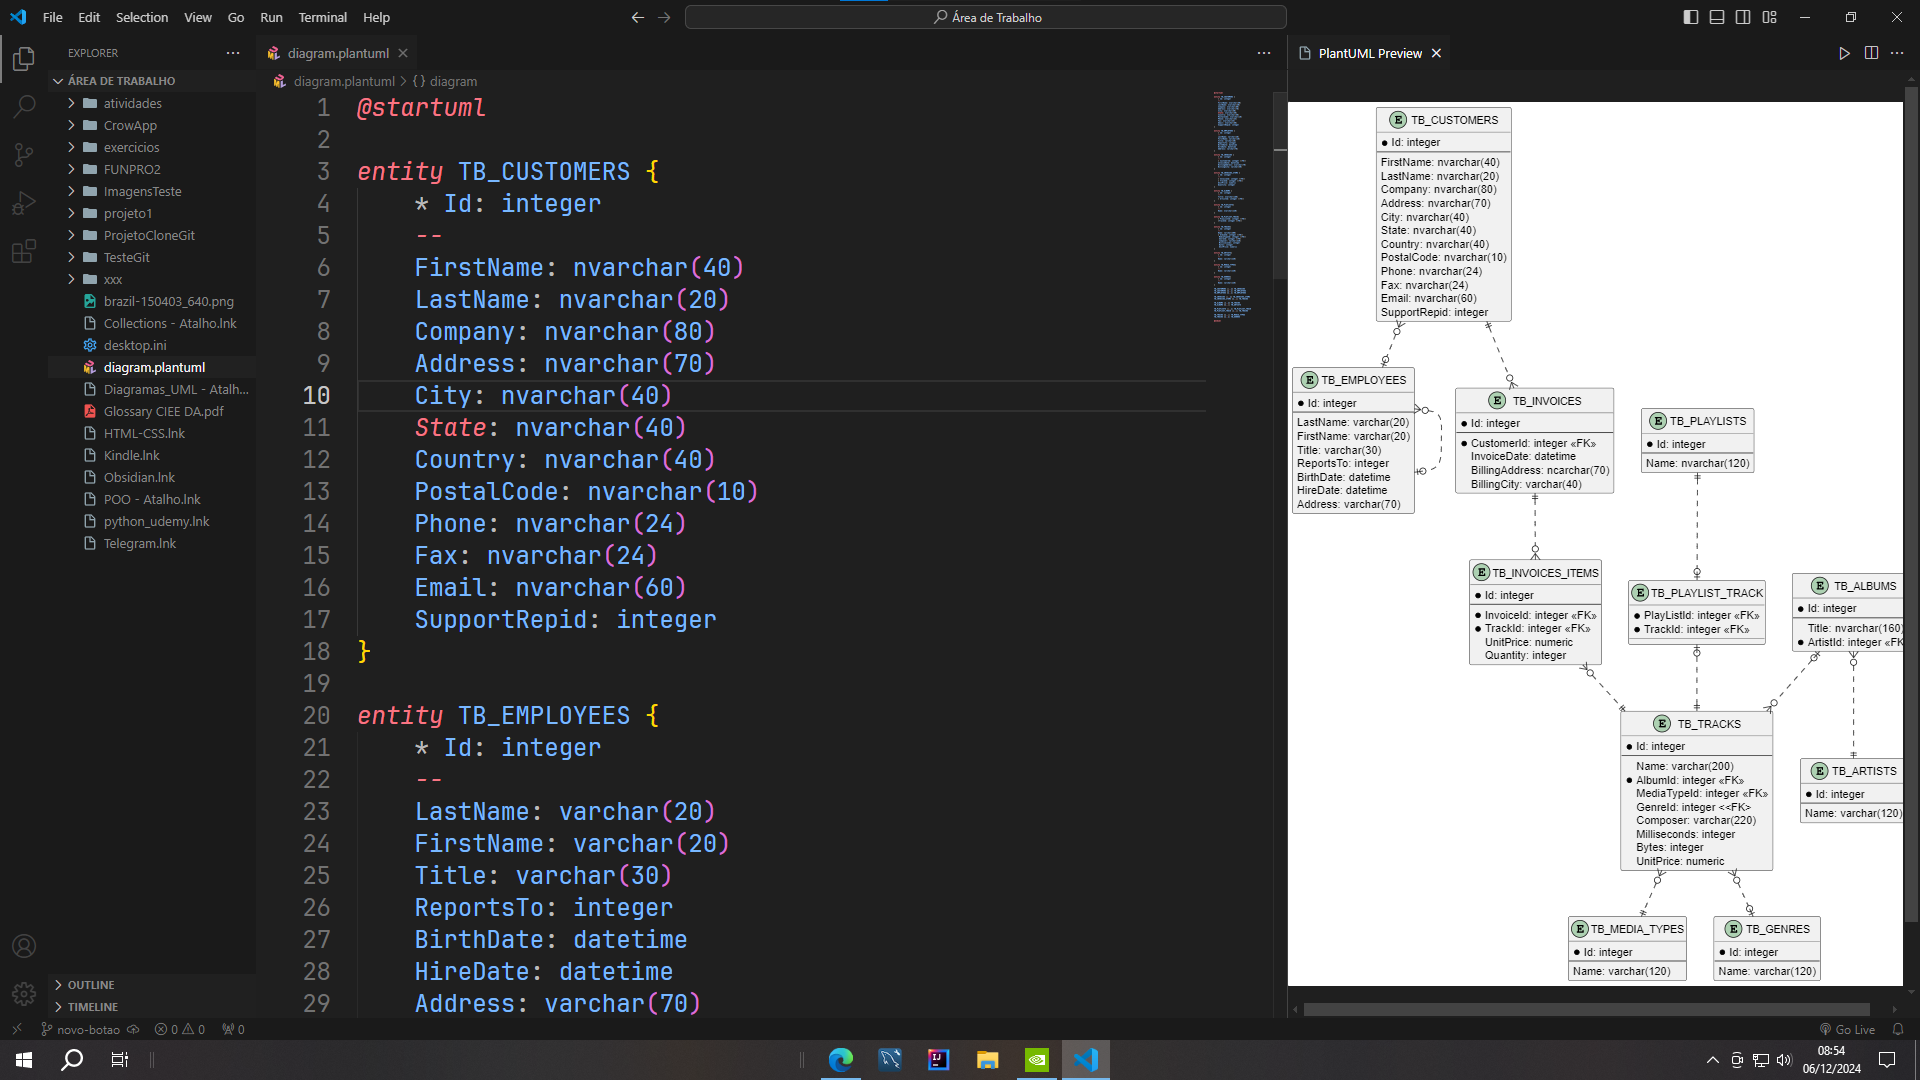 File Edit Selection View Go Run Terminal Help
Área de Trabalho
EXPLORER
ÁREA DE TRABALHO
atividades
CrowApp
exercicios
FUNPRO2
ImagensTeste
projeto1
ProjetoCloneGit
TesteGit
xxx
brazil-150403_640.png
Collections - Atalho.lnk
desktop.ini
diagram.plantuml
Diagramas_UML - Atalh...
Glossary CIEE DA.pdf
HTML-CSS.lnk
Kindle.lnk
Obsidian.lnk
POO - Atalho.lnk
python_udemy.lnk
Telegram.lnk
OUTLINE
TIMELINE
diagram.plantuml
diagram.plantuml > {} diagram
1 @startuml
2
3 entity TB_CUSTOMERS {
4 * Id: integer
5 --
6 FirstName: nvarchar(40)
7 LastName: nvarchar(20)
8 Company: nvarchar(80)
9 Address: nvarchar(70)
10 City: nvarchar(40)
11 State: nvarchar(40)
12 Country: nvarchar(40)
13 PostalCode: nvarchar(10)
14 Phone: nvarchar(24)
15 Fax: nvarchar(24)
16 Email: nvarchar(60)
17 SupportRepid: integer
18 }
19
20 entity TB_EMPLOYEES {
21 * Id: integer
22 --
23 LastName: varchar(20)
24 FirstName: varchar(20)
25 Title: varchar(30)
26 ReportsTo: integer
27 BirthDate: datetime
28 HireDate: datetime
29 Address: varchar(70)
PlantUML Preview
E TB_CUSTOMERS
Id: integer
FirstName: nvarchar(40)
LastName: nvarchar(20)
Company: nvarchar(80)
Address: nvarchar(70)
City: nvarchar(40)
State: nvarchar(40)
Country: nvarchar(40)
PostalCode: nvarchar(10)
Phone: nvarchar(24)
Fax: nvarchar(24)
Email: nvarchar(60)
SupportRepid: integer
E TB_EMPLOYEES
Id: integer
LastName: varchar(20)
FirstName: varchar(20)
Title: varchar(30)
ReportsTo: integer
BirthDate: datetime
HireDate: datetime
Address: varchar(70)
E TB_INVOICES
Id: integer
CustomerId: integer «FK»
InvoiceDate: datetime
BillingAddress: ncarchar(70)
BillingCity: varchar(40)
E TB_PLAYLISTS
Id: integer
Name: nvarchar(120)
E TB_INVOICES_ITEMS
Id: integer
InvoiceId: integer «FK»
TrackId: integer «FK»
UnitPrice: numeric
Quantity: integer
E TB_PLAYLIST_TRACK
PlayListId: integer «FK»
TrackId: integer «FK»
E TB_ALBUMS
Id: integer
Title: nvarchar(160)
ArtistId: integer «FK
E TB_TRACKS
Id: integer
Name: varchar(200)
AlbumId: integer «FK»
MediaTypeId: integer «FK»
GenreId: integer <<FK>
Composer: varchar(220)
Milliseconds: integer
Bytes: integer
UnitPrice: numeric
E TB_ARTISTS
Id: integer
Name: varchar(120)
E TB_MEDIA_TYPES
Id: integer
Name: varchar(120)
E TB_GENRES
Id: integer
Name: varchar(120)
novo-botao 0 0 0
Go Live
08:54
06/12/2024